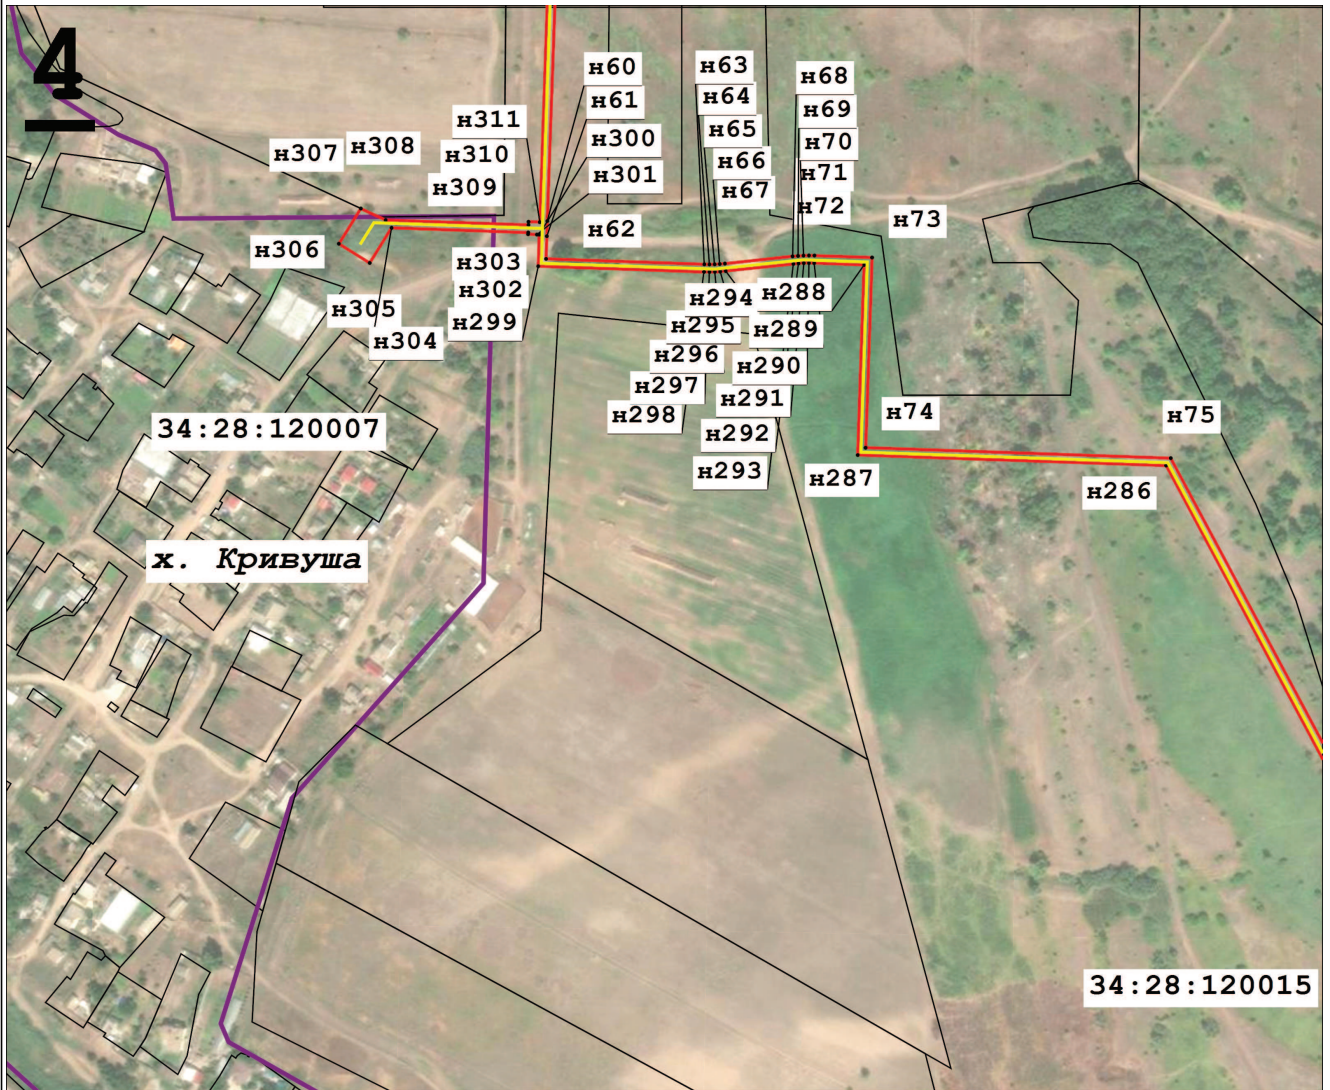 4
н60
н61
н300
н301
н311
н310
н309
н307
н308
н306
н305
н304
н303
н302
н299
н62
н63
н64
н65
н66
н67
н68
н69
н70
н71
н72
н73
н294
н295
н296
н297
н298
н288
н289
н290
н291
н292
н293
н74
н287
н75
н286
34:28:120007
х. Кривуша
34:28:120015